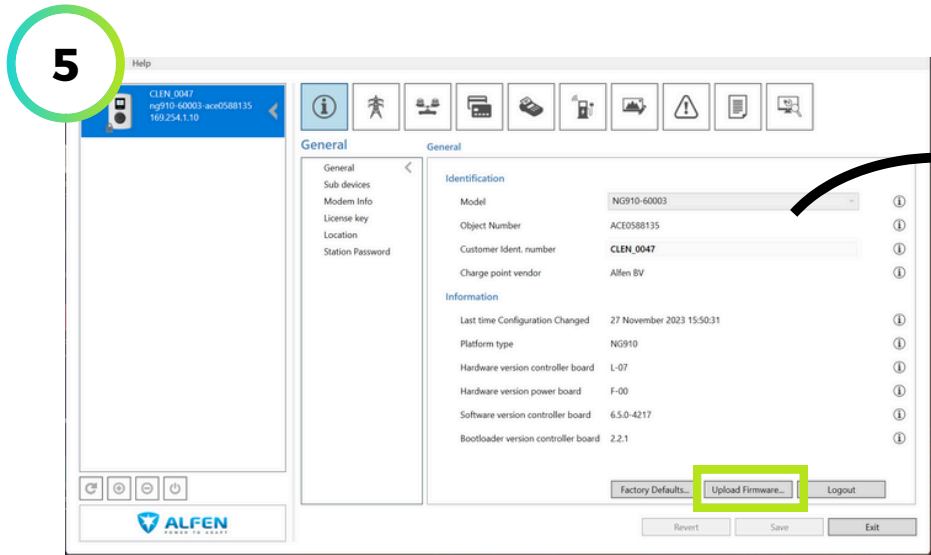 5
Help
CLEN_0047
ng910-60003-ace0588135
169.254.1.10
General
General
Sub devices
Modem Info
License key
Location
Station Password
General
Identification
Model NG910-60003
Object Number ACE0588135
Customer Ident. number CLEN_0047
Charge point vendor Alfen BV
Information
Last time Configuration Changed 27 November 2023 15:50:31
Platform type NG910
Hardware version controller board L-07
Hardware version power board F-00
Software version controller board 6.5.0-4217
Bootloader version controller board 2.2.1
Factory Defaults... Upload Firmware... Logout
ALFEN
POWER TO ADAPT
Revert Save Exit